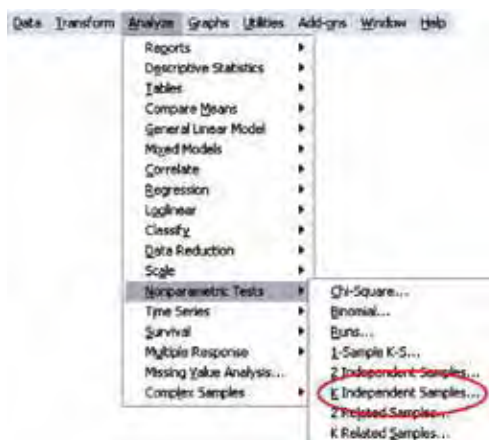 Data Transform Analyze Graphs Utilities Add-ons Window Help
Reports
Descriptive Statistics
Tables
Compare Means
General Linear Model
Mixed Models
Correlate
Regression
Loglinear
Classify
Data Reduction
Scale
Nonparametric Tests
Time Series
Survival
Multiple Response
Missing Value Analysis...
Complex Samples
Chi-Square...
Binomial...
Runs...
1-Sample K-S...
2 Independent Samples...
K Independent Samples...
2 Related Samples...
K Related Samples...